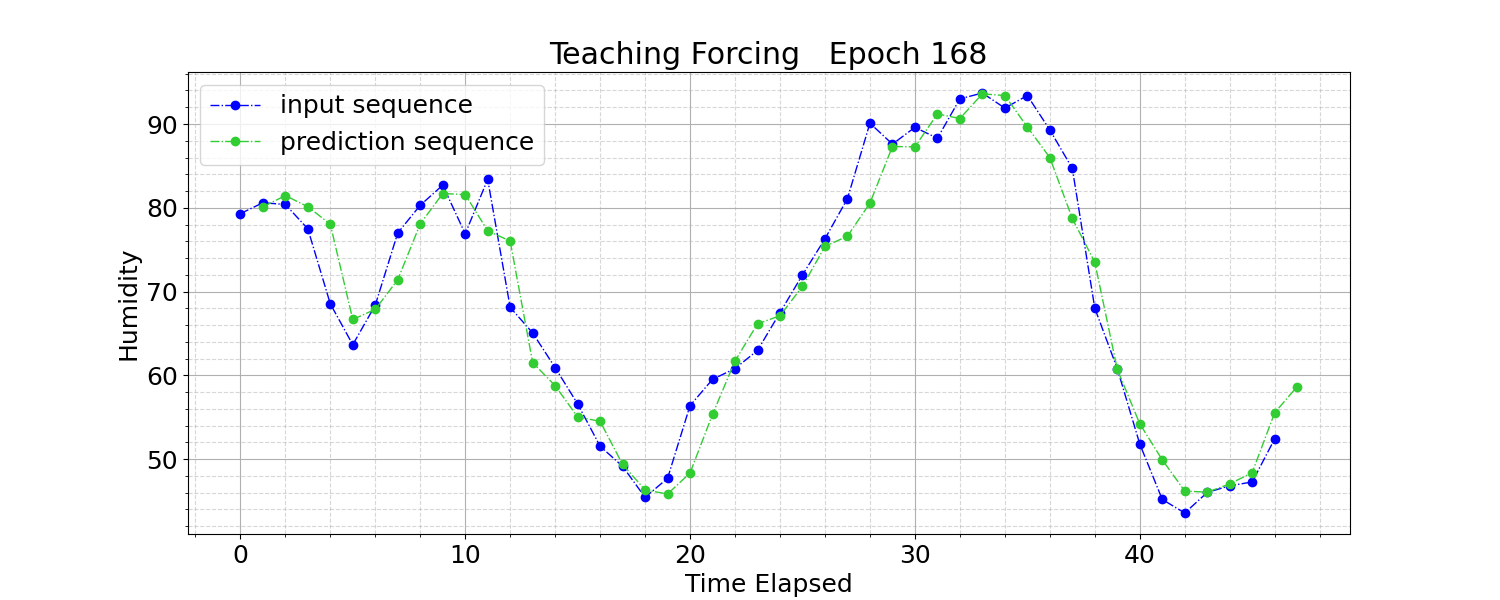 Teaching Forcing   Epoch 168
input sequence
prediction sequence
Humidity
90
80
70
60
50
0 10 20 30 40
Time Elapsed